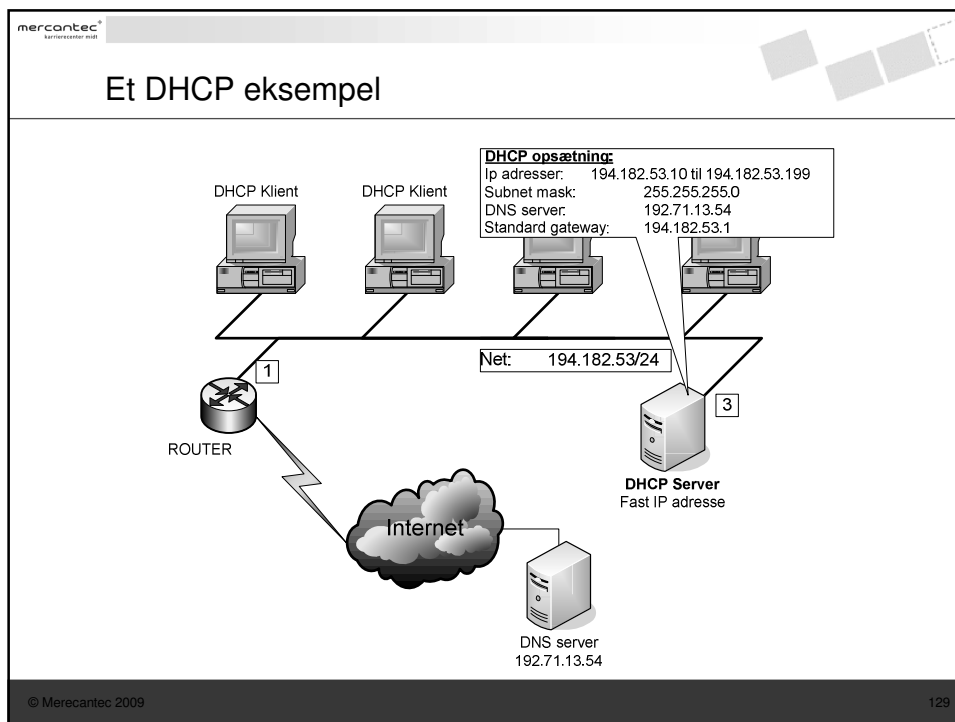 mercantec+
karrierecenter midt
Et DHCP eksempel
DHCP opsætning:
Ip adresser: 194.182.53.10 til 194.182.53.199
Subnet mask: 255.255.255.0
DNS server: 192.71.13.54
Standard gateway: 194.182.53.1
DHCP Klient
DHCP Klient
Net: 194.182.53/24
1
3
ROUTER
DHCP Server
Fast IP adresse
Internet
DNS server
192.71.13.54
© Merecantec 2009
129